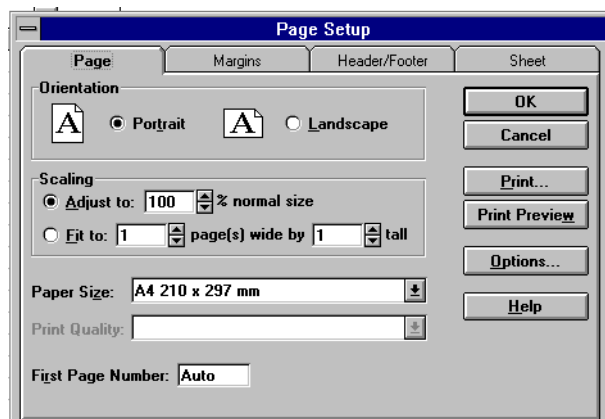 Page Setup
Page Margins Header/Footer Sheet
Orientation
A Portrait A Landscape
OK
Cancel
Scaling
Adjust to: 100 % normal size
Fit to: 1 page(s) wide by 1 tall
Print...
Print Preview
Options...
Help
Paper Size: A4 210 x 297 mm
Print Quality:
First Page Number: Auto